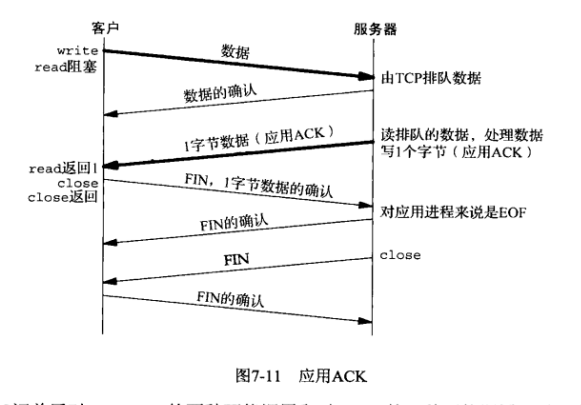 客户
服务器
write
read阻塞
数据
由TCP排队数据
数据的确认
1字节数据（应用ACK）
读排队的数据，处理数据
写1个字节（应用ACK）
read返回1
close
close返回
FIN，1字节数据的确认
对应用进程来说是EOF
FIN的确认
FIN
close
FIN的确认
图7-11 应用ACK